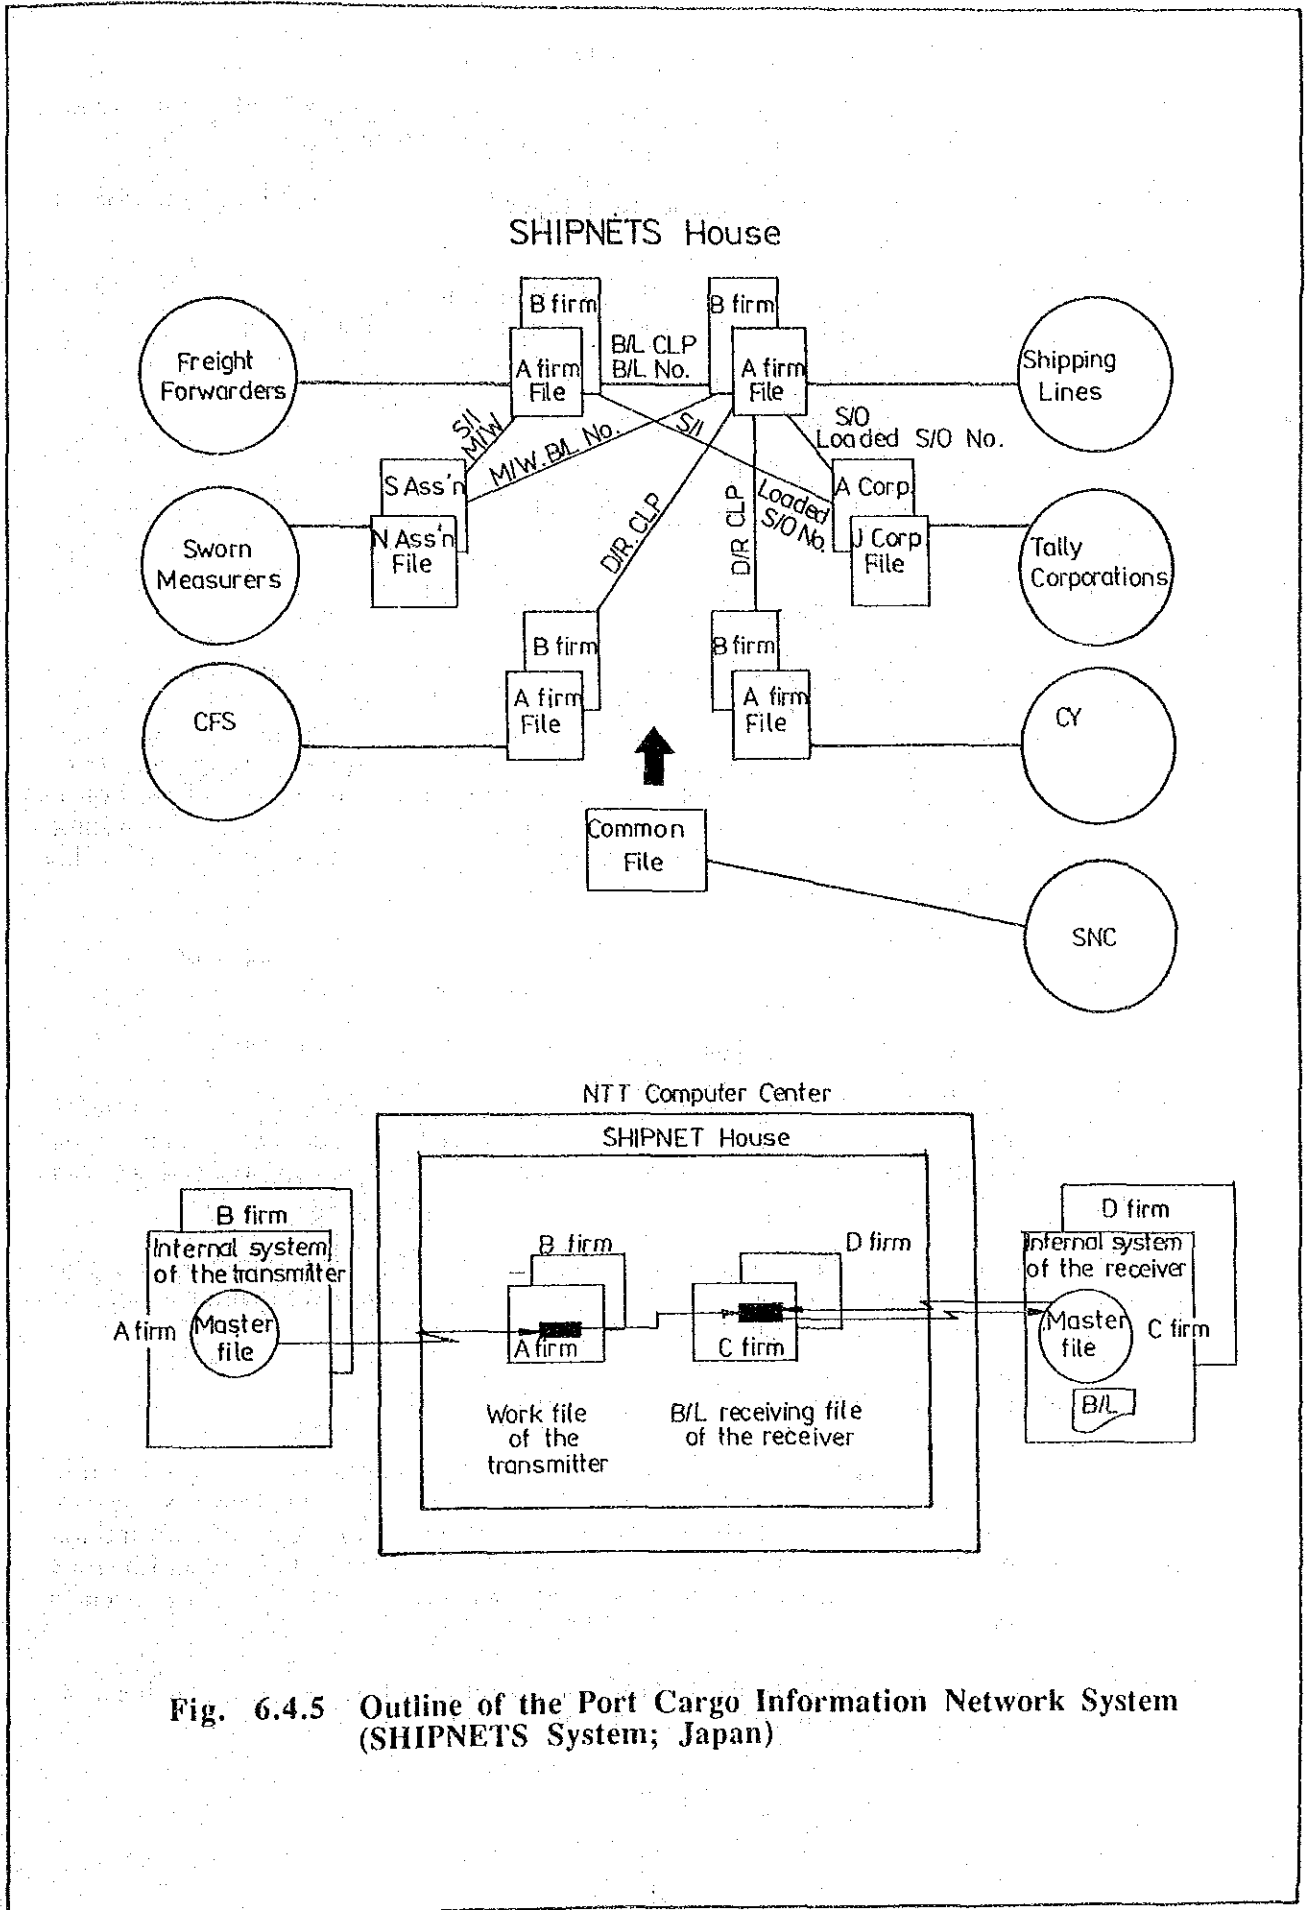 SHIPNETS House
B firm
B firm
Freight
Forwarders
A firm
File
B/L CLP
B/L No.
A firm
File
Shipping
Lines
S/I
M/W
M/W. B/L No.
S/I
S/O
Loaded S/O No.
S Ass'n
N Ass'n
File
D/R. CLP
D/R. CLP
Loaded
S/O No.
A Corp.
J Corp
File
Sworn
Measurers
Tally
Corporations
B firm
B firm
CFS
A firm
File
A firm
File
CY
Common
File
SNC
NTT Computer Center
SHIPNET House
B firm
Internal system
of the transmitter
A firm
Master
file
B firm
A firm
D firm
C firm
D firm
Internal system
of the receiver
Master
file
C firm
B/L
Work file
of the
transmitter
B/L receiving file
of the receiver
Fig. 6.4.5 Outline of the Port Cargo Information Network System
(SHIPNETS System; Japan)